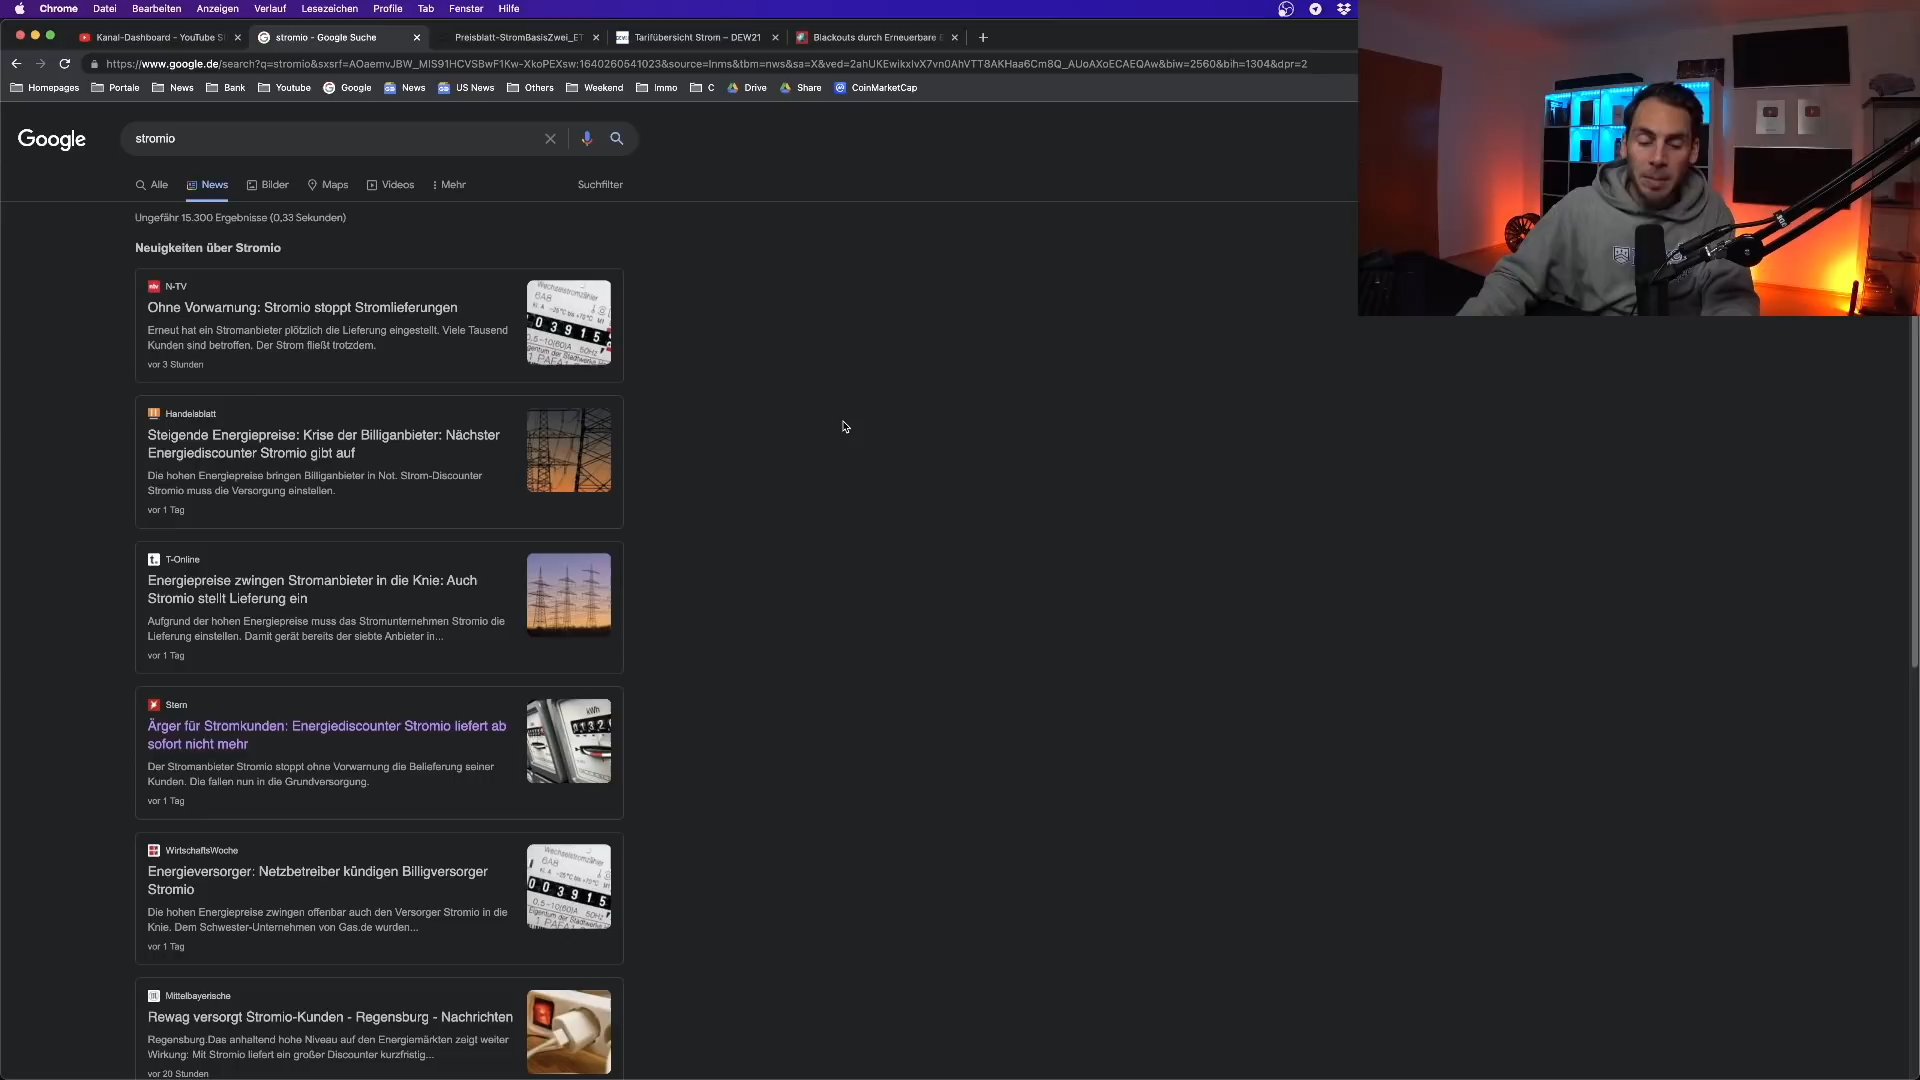 Chrome Datei Bearbeiten Anzeigen Verlauf Lesezeichen Profile Tab Fenster Hilfe
Kanal-Dashboard - YouTube S stromio - Google Suche Preisblatt-StromBasisZwei_ET Tarifübersicht Strom – DEW21 Blackouts durch Erneuerbare E
https://www.google.de/search?q=stromio&sxsrf=AOaemvJBW_MIS91HCVSBwF1Kw-XkoPEXsw:1640260541023&source=lnms&tbm=nws&sa=X&ved=2ahUKEwikxIvX7vn0AhVTT8AKHaa6Cm8Q_AUoAXoECAEQAw&biw=2560&bih=1304&dpr=2
Homepages Portale News Bank Youtube Google News US News Others Weekend Immo C Drive Share CoinMarketCap
Google stromio
Alle News Bilder Maps Videos Mehr Suchfilter
Ungefähr 15.300 Ergebnisse (0,33 Sekunden)
Neuigkeiten über Stromio
N-TV
Ohne Vorwarnung: Stromio stoppt Stromlieferungen
Erneut hat ein Stromanbieter plötzlich die Lieferung eingestellt. Viele Tausend
Kunden sind betroffen. Der Strom fließt trotzdem.
vor 3 Stunden
Handelsblatt
Steigende Energiepreise: Krise der Billiganbieter: Nächster
Energiediscounter Stromio gibt auf
Die hohen Energiepreise bringen Billiganbieter in Not. Strom-Discounter
Stromio muss die Versorgung einstellen.
vor 1 Tag
T-Online
Energiepreise zwingen Stromanbieter in die Knie: Auch
Stromio stellt Lieferung ein
Aufgrund der hohen Energiepreise muss das Stromunternehmen Stromio die
Lieferung einstellen. Damit gerät bereits der siebte Anbieter in...
vor 1 Tag
Stern
Ärger für Stromkunden: Energiediscounter Stromio liefert ab
sofort nicht mehr
Der Stromanbieter Stromio stoppt ohne Vorwarnung die Belieferung seiner
Kunden. Die fallen nun in die Grundversorgung.
vor 1 Tag
WirtschaftsWoche
Energieversorger: Netzbetreiber kündigen Billigversorger
Stromio
Die hohen Energiepreise zwingen offenbar auch den Versorger Stromio in die
Knie. Dem Schwester-Unternehmen von Gas.de wurden...
vor 1 Tag
Mittelbayerische
Rewag versorgt Stromio-Kunden - Regensburg - Nachrichten
Regensburg.Das anhaltend hohe Niveau auf den Energiemärkten zeigt weiter
Wirkung: Mit Stromio liefert ein großer Discounter kurzfristig...
vor 20 Stunden